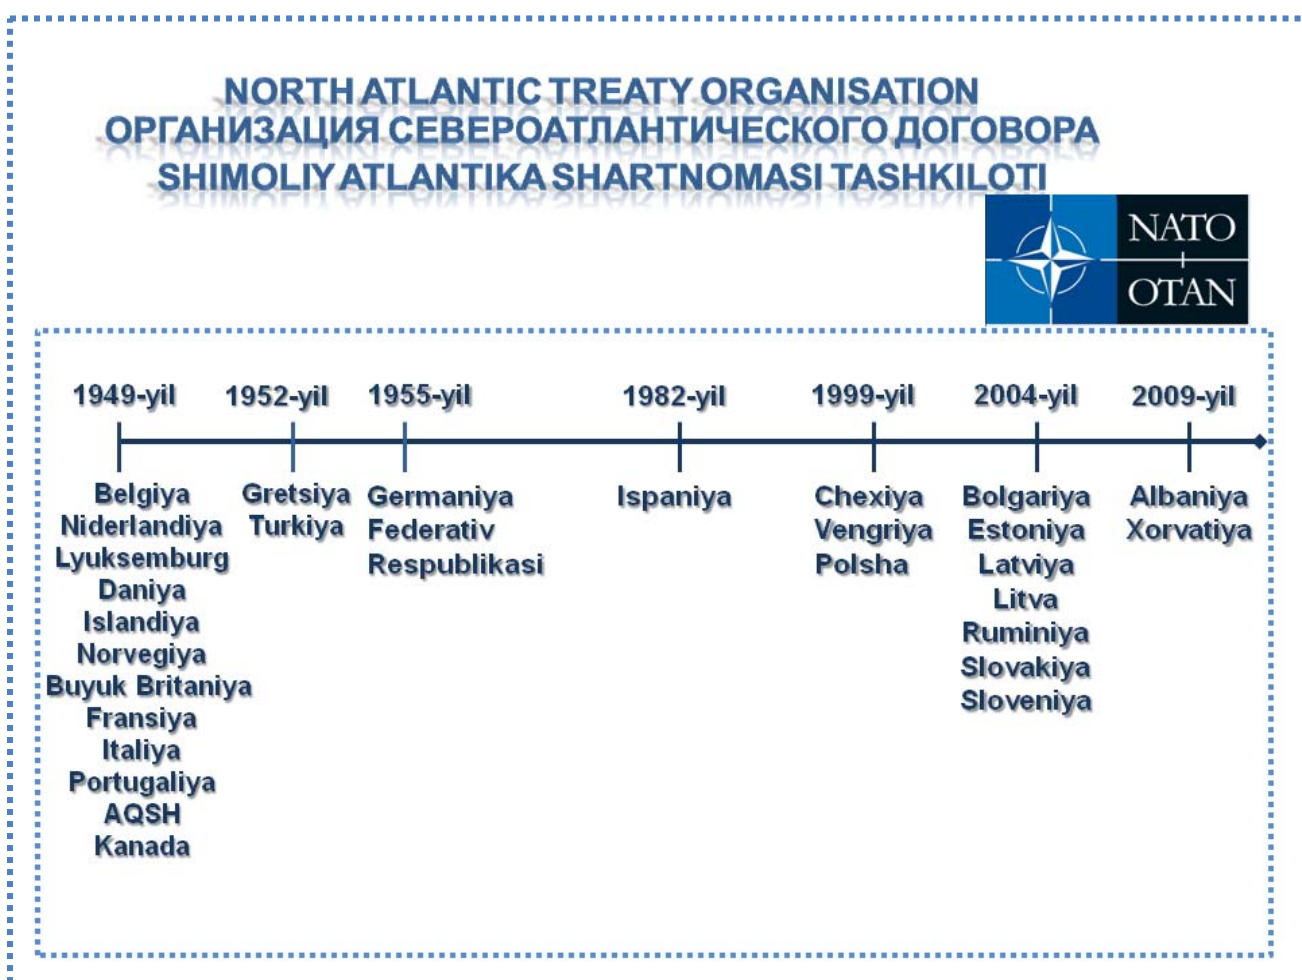 NORTH ATLANTIC TREATY ORGANISATION
ОРГАНИЗАЦИЯ СЕВЕРОАТЛАНТИЧЕСКОГО ДОГОВОРА
SHIMOLIY ATLANTIKA SHARTNOMASI TASHKILOTI
NATO
OTAN
1949-yil
Belgiya
Niderlandiya
Lyuksemburg
Daniya
Islandiya
Norvegiya
Buyuk Britaniya
Fransiya
Italiya
Portugaliya
AQSH
Kanada
1952-yil
Gretsiya
Turkiya
1955-yil
Germaniya
Federativ
Respublikasi
1982-yil
Ispaniya
1999-yil
Chexiya
Vengriya
Polsha
2004-yil
Bolgariya
Estoniya
Latviya
Litva
Ruminiya
Slovakiya
Sloveniya
2009-yil
Albaniya
Xorvatiya